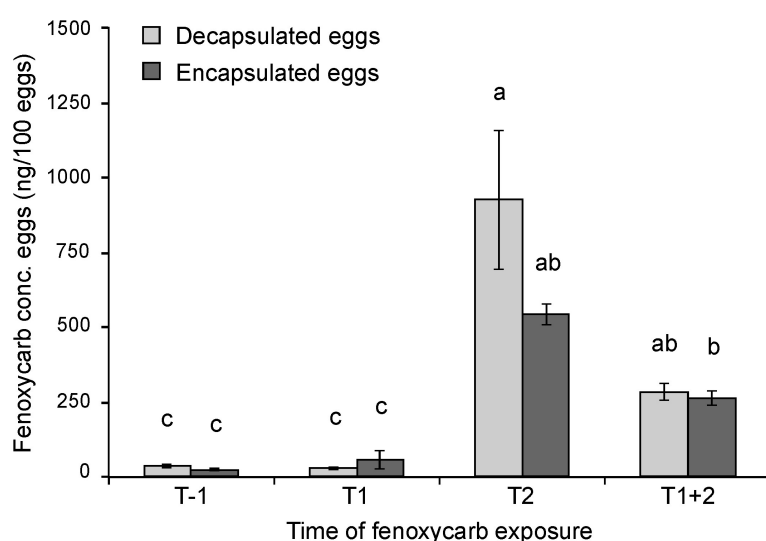 1500
1250
1000
750
500
250
0
Fenoxycarb conc. eggs (ng/100 eggs)
Decapsulated eggs
Encapsulated eggs
c
c
c
c
a
ab
ab
b
T-1
T1
T2
T1+2
Time of fenoxycarb exposure